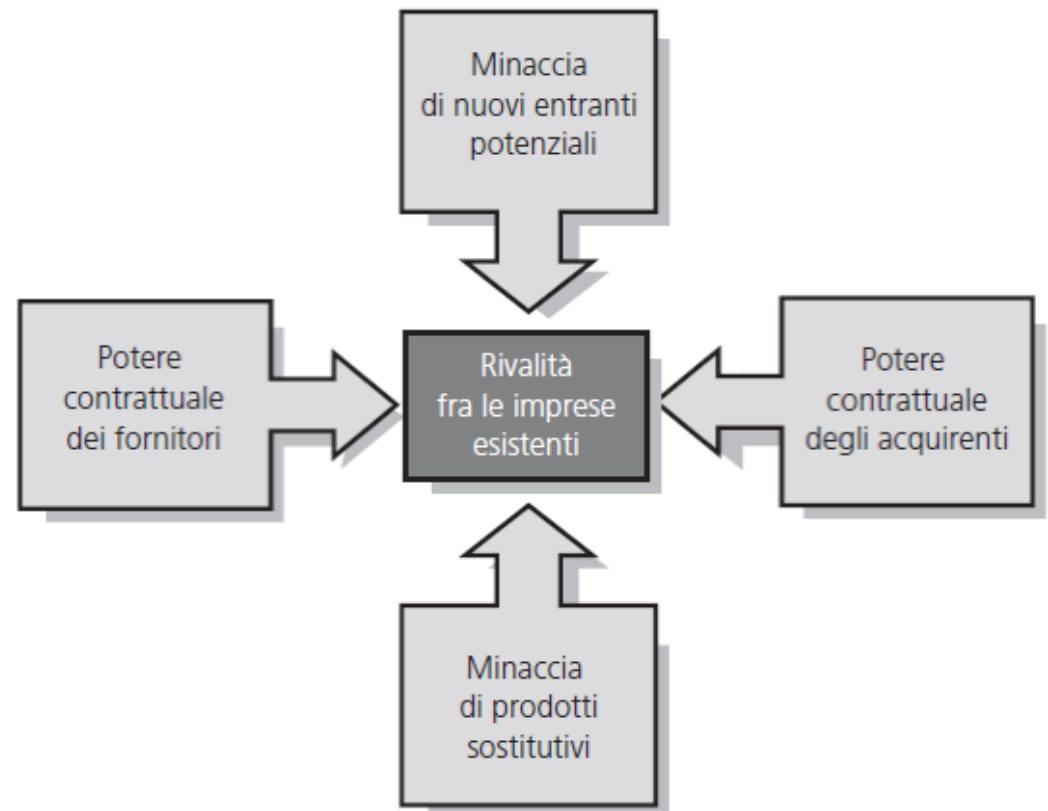 Minaccia
di nuovi entranti
potenziali
Potere
contrattuale
dei fornitori
Rivalità
fra le imprese
esistenti
Potere
contrattuale
degli acquirenti
Minaccia
di prodotti
sostitutivi